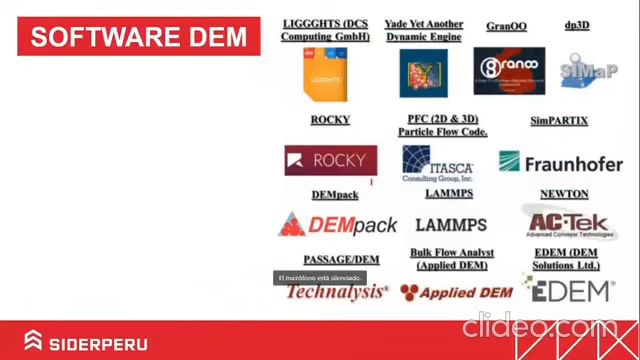 SOFTWARE DEM
LIGGGHTS (DCS
Computing GmbH)
Yade Yet Another
Dynamic Engine
GranOO
dp3D
LIGGGHTS
Y
granoo
SiMaP
ROCKY
PFC (2D & 3D)
Particle Flow Code.
SimPARTIX
ROCKY
ITASCA
Consulting Group, Inc.
Fraunhofer
DEMpack
LAMMPS
NEWTON
DEMpack
LAMMPS
AC-Tek
Advanced Conveyor Technologies
PASSAGE/DEM
Bulk Flow Analyst
(Applied DEM)
EDEM (DEM
Solutions Ltd.)
El micrófono está silenciado.
Technalysis®
Applied DEM
EDEM
SIDERPERU
clideo.com